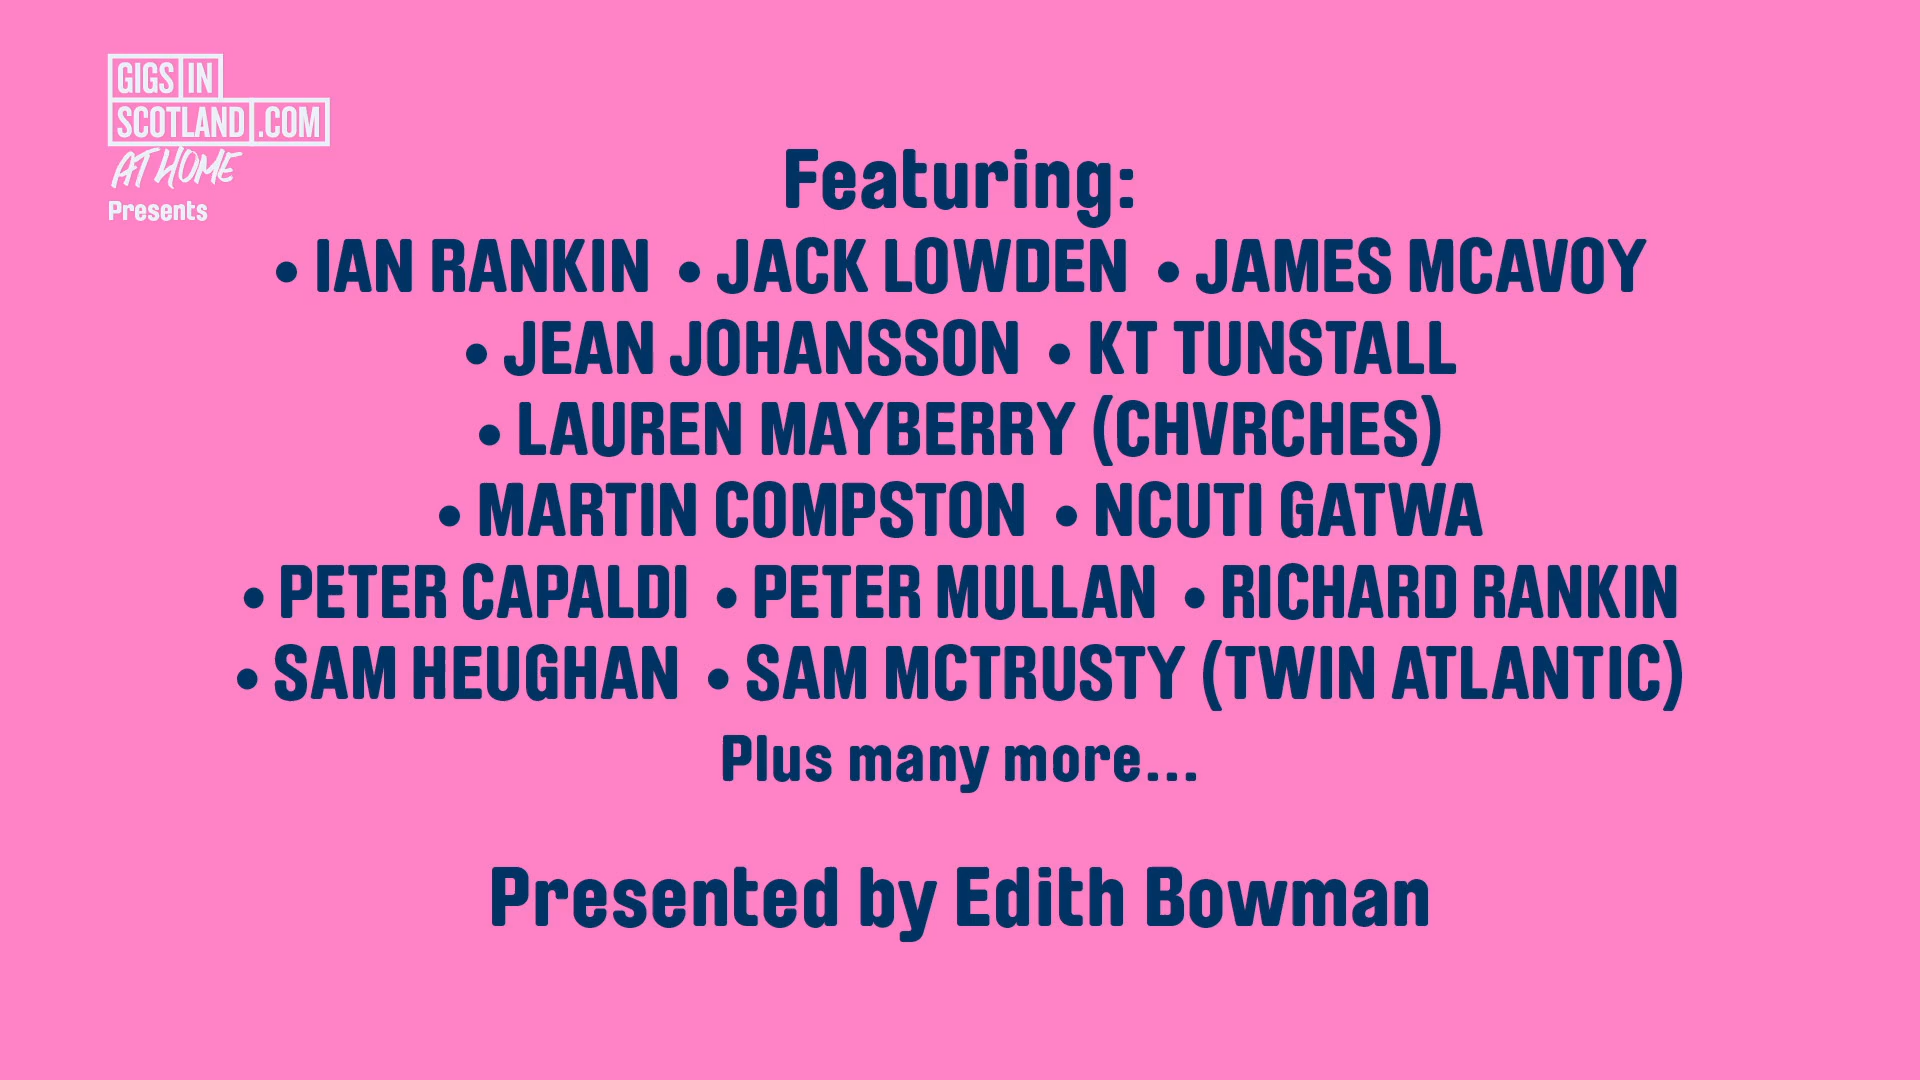 GIGS IN
SCOTLAND .COM
AT HOME
Presents
Featuring:
• IAN RANKIN • JACK LOWDEN • JAMES MCAVOY
• JEAN JOHANSSON • KT TUNSTALL
• LAUREN MAYBERRY (CHVRCHES)
• MARTIN COMPSTON • NCUTI GATWA
• PETER CAPALDI • PETER MULLAN • RICHARD RANKIN
• SAM HEUGHAN • SAM MCTRUSTY (TWIN ATLANTIC)
Plus many more...
Presented by Edith Bowman